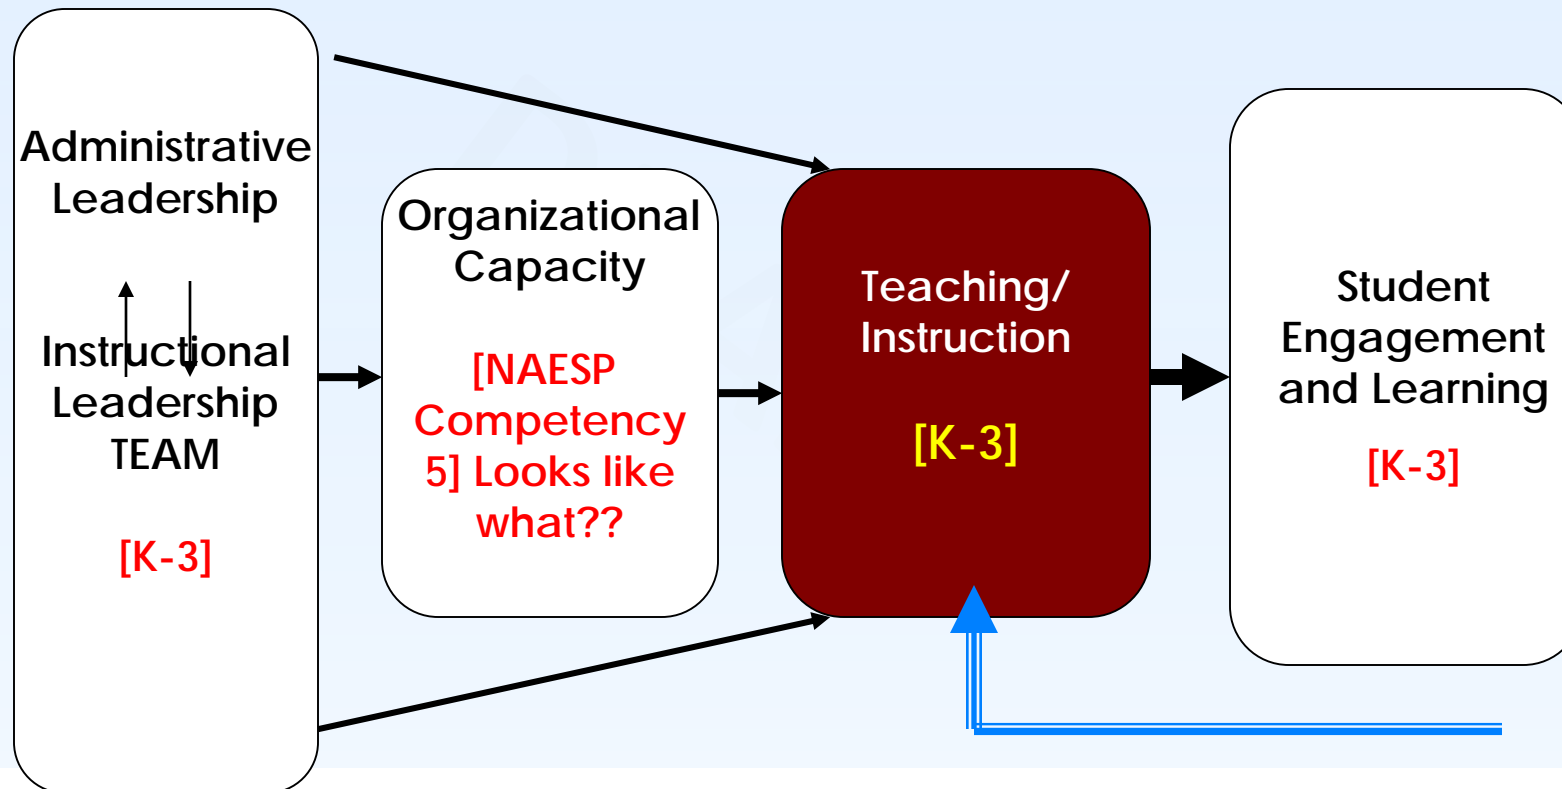 Administrative
Leadership
Instructional
Leadership
TEAM
[K-3]
Organizational
Capacity
[NAESP
Competency
5] Looks like
what??
Teaching/
Instruction
[K-3]
Student
Engagement
and Learning
[K-3]